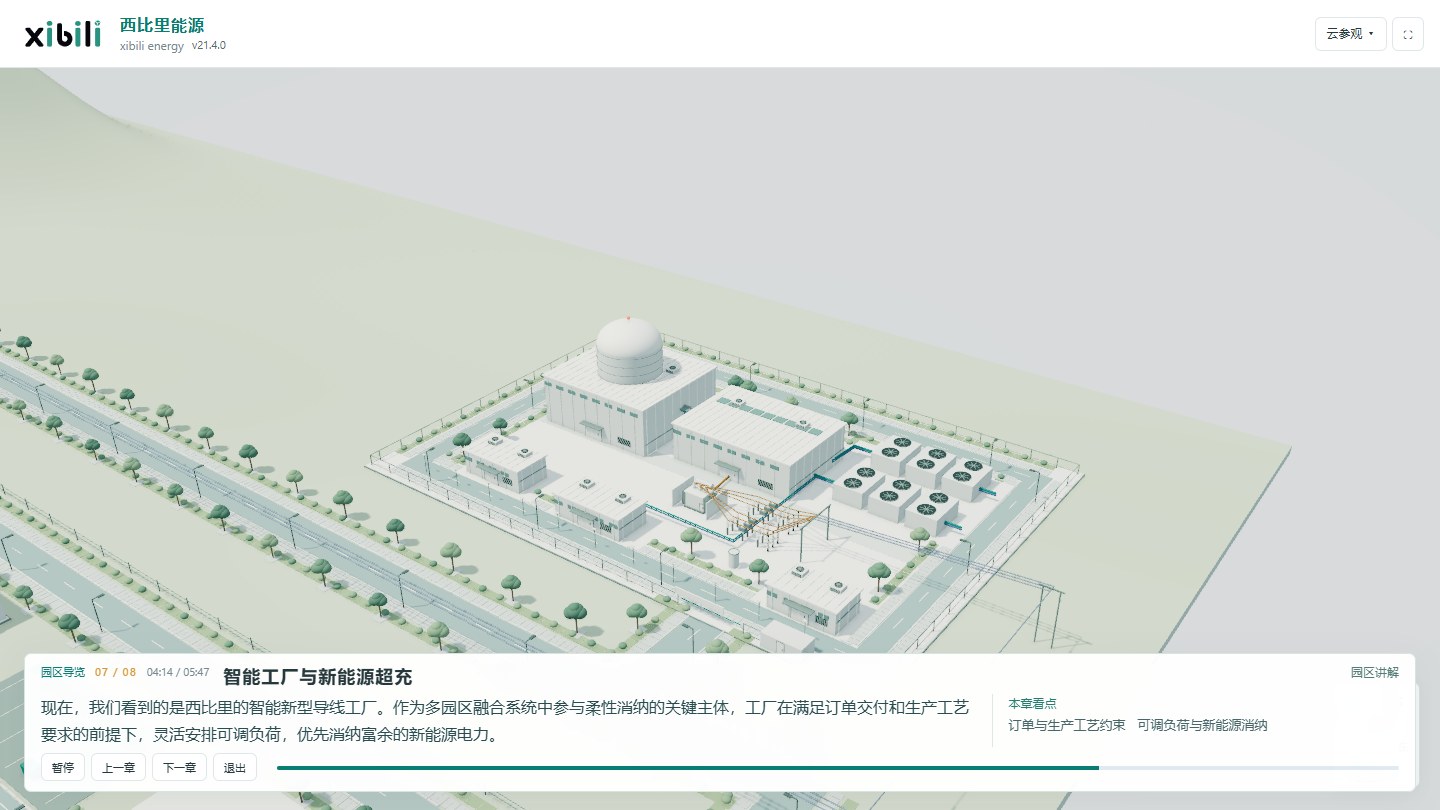 xibili
西比里能源
xibili energy v21.4.0
云参观
园区导览 07 / 08 04:14 / 05:47 智能工厂与新能源超充
园区讲解
现在，我们看到的是西比里的智能新型导线工厂。作为多园区融合系统中参与柔性消纳的关键主体，工厂在满足订单交付和生产工艺
要求的前提下，灵活安排可调负荷，优先消纳富余的新能源电力。
本章看点
订单与生产工艺约束 可调负荷与新能源消纳
暂停 上一章 下一章 退出